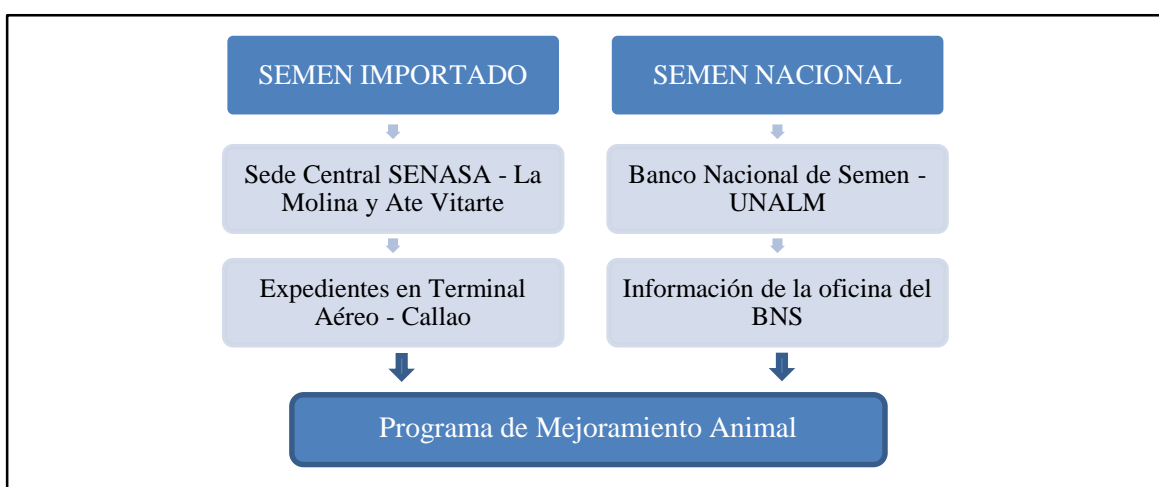 SEMEN IMPORTADO
Sede Central SENASA - La
Molina y Ate Vitarte
Expedientes en Terminal
Aéreo - Callao
SEMEN NACIONAL
Banco Nacional de Semen -
UNALM
Información de la oficina del
BNS
Programa de Mejoramiento Animal